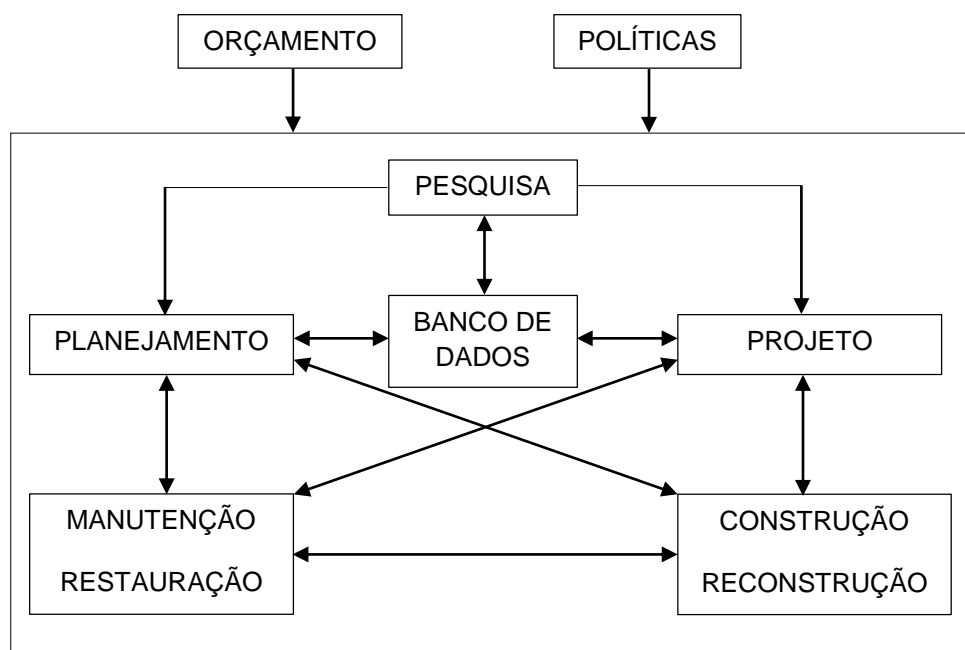 ORÇAMENTO
POLÍTICAS
PESQUISA
PLANEJAMENTO
BANCO DE
DADOS
PROJETO
MANUTENÇÃO
RESTAURAÇÃO
CONSTRUÇÃO
RECONSTRUÇÃO